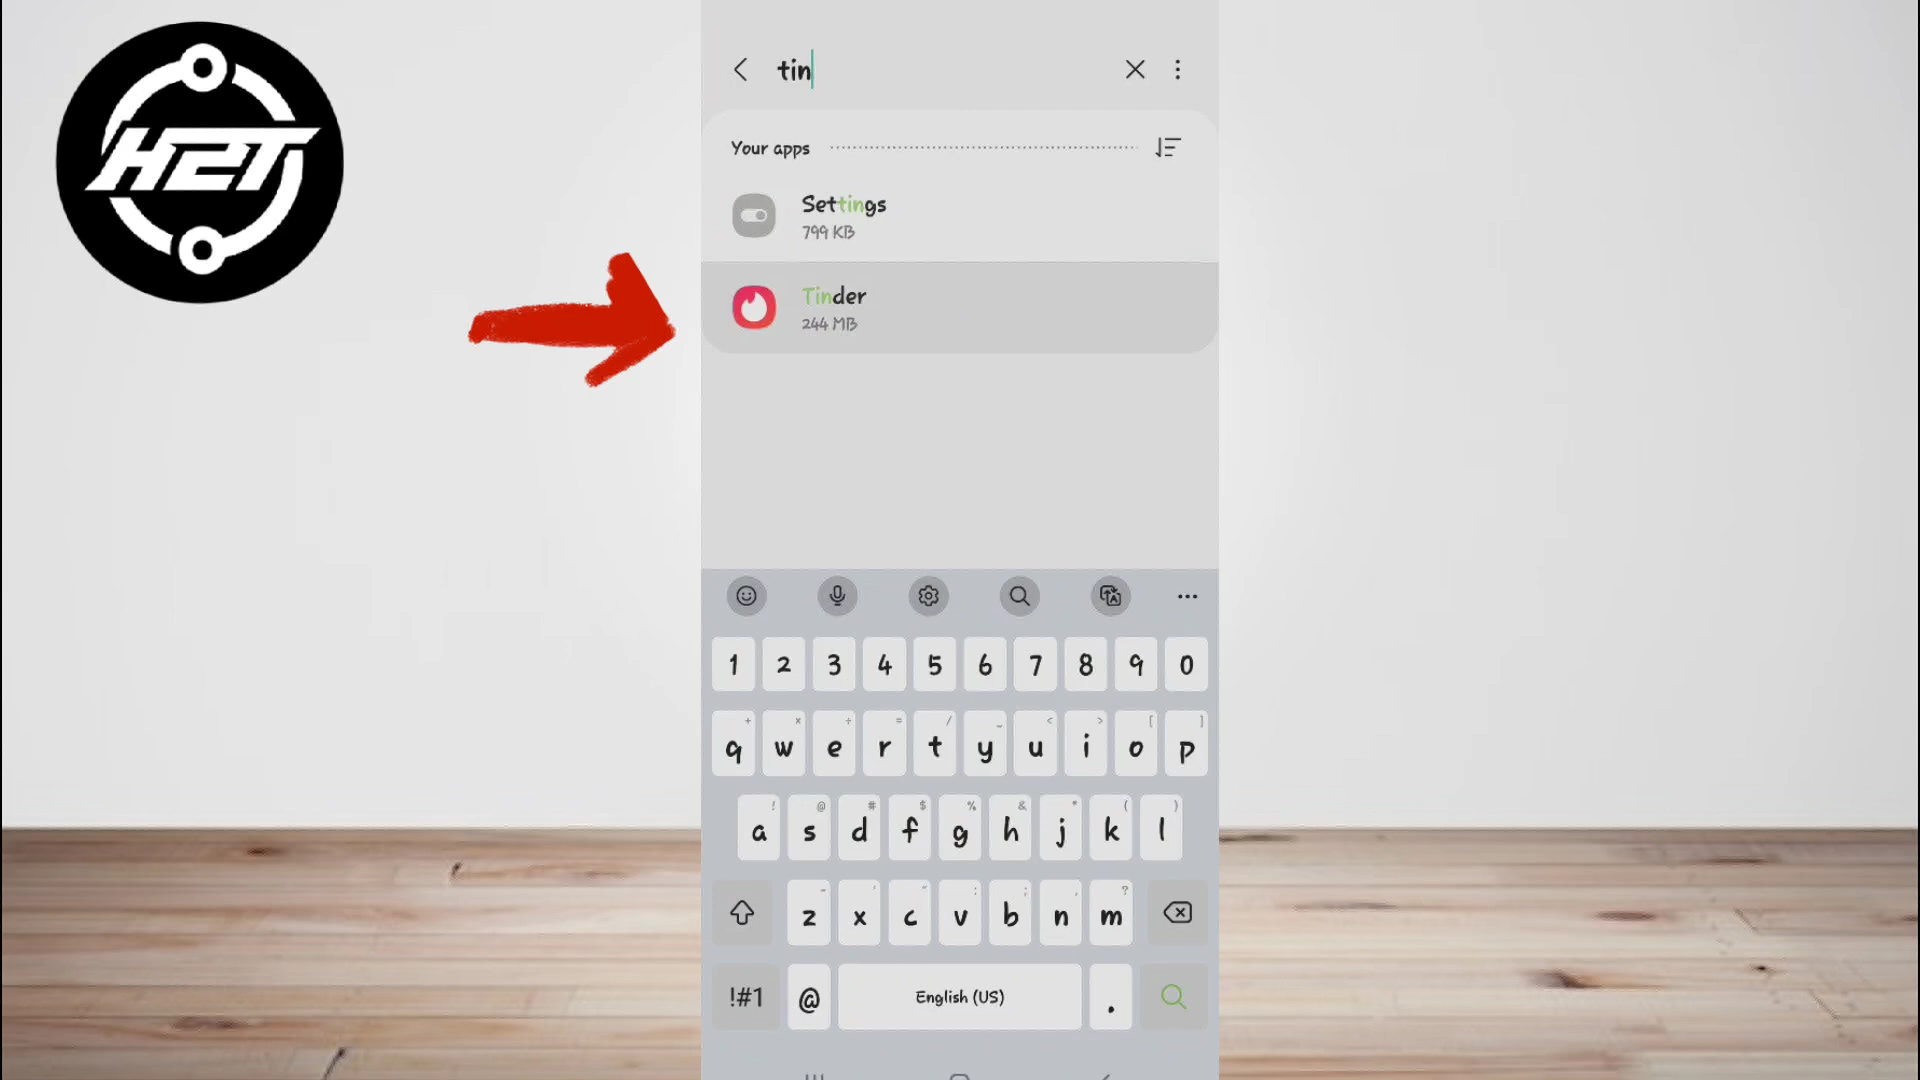 H2T
tin
Your apps
Settings
799 KB
Tinder
244 MB
1 2 3 4 5 6 7 8 9 0
+ × ÷ = / _ < > [ ]
q w e r t y u i o p
! @ # $ % & * ( )
a s d f g h j k l
- ' " : ; , ?
z x c v b n m
!#1 @ English (US) .